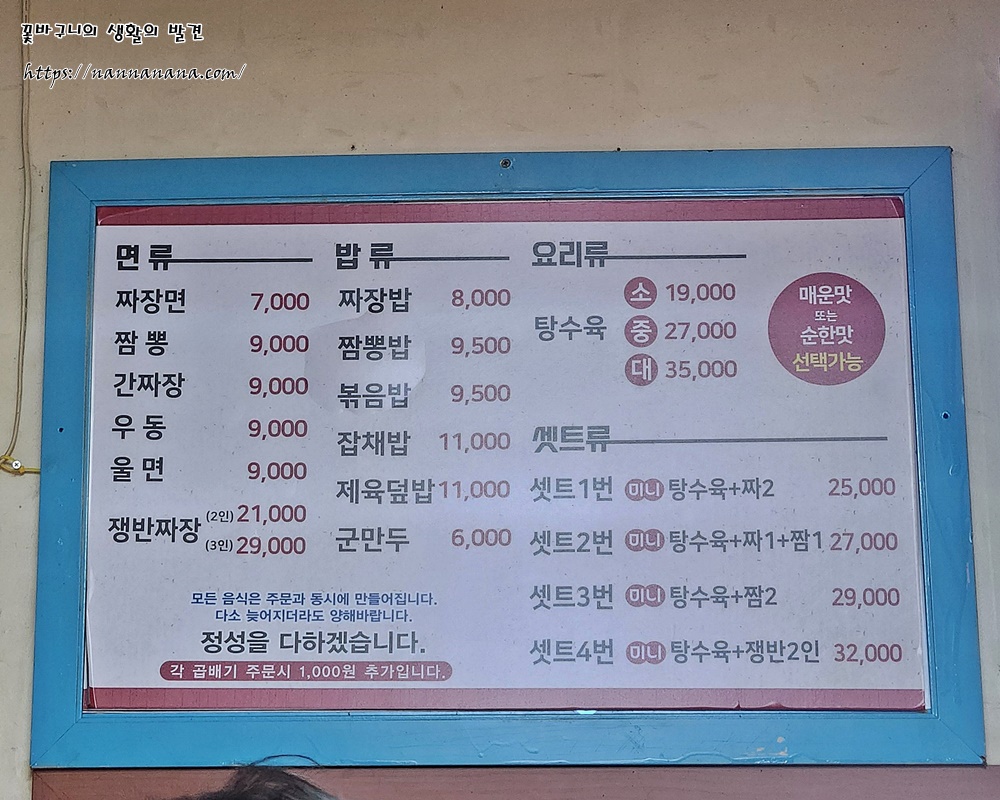 꽃바구니의 생활의 발견
https://nannanana.com/
면 류
짜장면 7,000
짬 뽕 9,000
간짜장 9,000
우 동 9,000
울 면 9,000
쟁반짜장 (2인) 21,000
(3인) 29,000
모든 음식은 주문과 동시에 만들어집니다.
다소 늦어지더라도 양해바랍니다.
정성을 다하겠습니다.
각 곱배기 주문시 1,000원 추가입니다.
밥 류
짜장밥 8,000
짬뽕밥 9,500
볶음밥 9,500
잡채밥 11,000
제육덮밥 11,000
군만두 6,000
요리류
탕수육
소 19,000
중 27,000
대 35,000
매운맛
또는
순한맛
선택가능
셋트류
셋트1번 미니 탕수육+짜2 25,000
셋트2번 미니 탕수육+짜1+짬1 27,000
셋트3번 미니 탕수육+짬2 29,000
셋트4번 미니 탕수육+쟁반2인 32,000